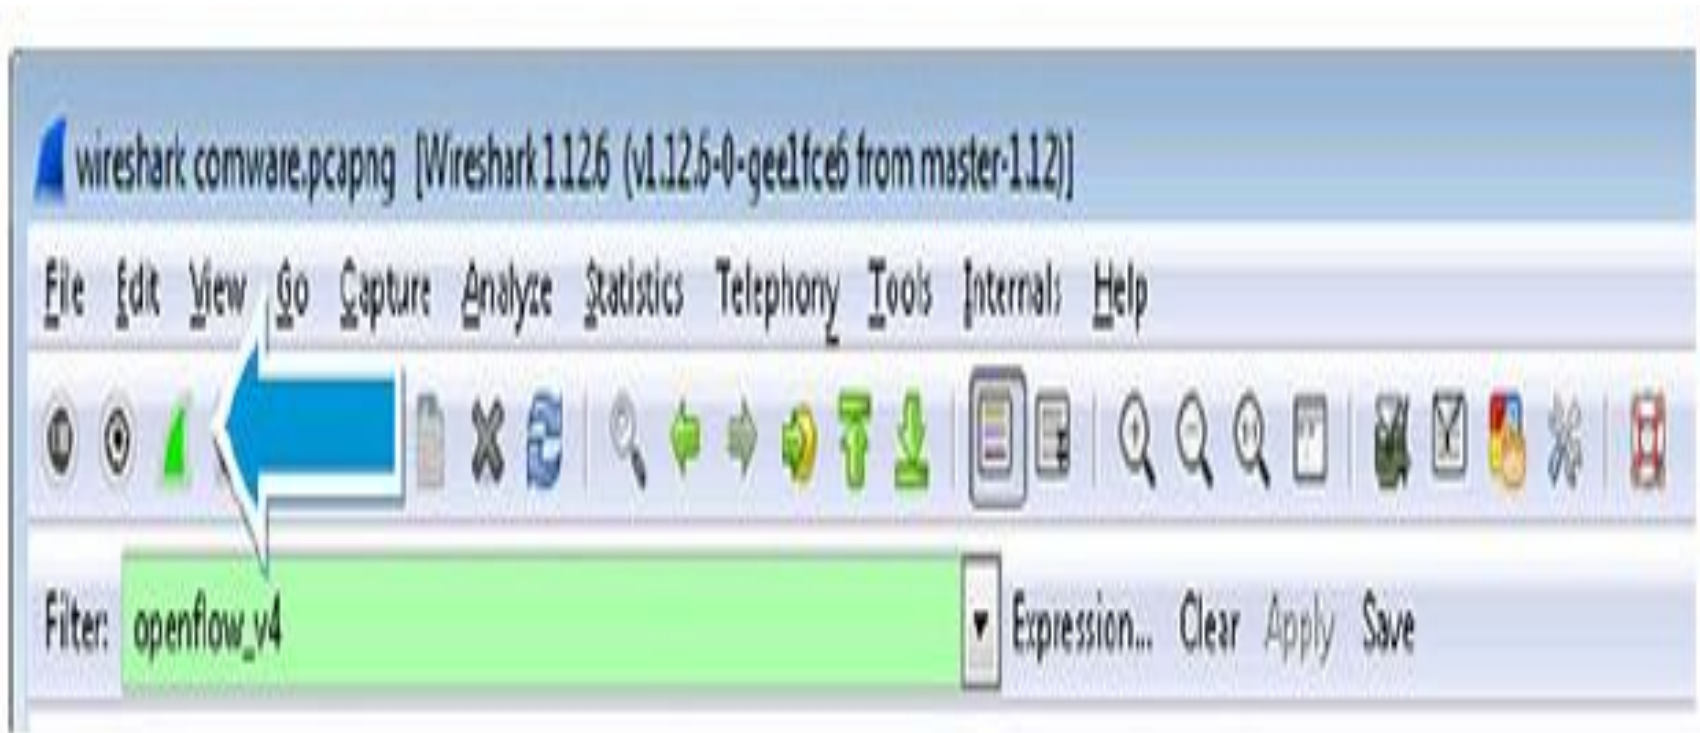 wireshark comware.pcapng [Wireshark 1.12.6 (v1.12.6-0-gee1fce6 from master-1.12)]
File Edit View Go Capture Analyze Statistics Telephony Tools Internals Help
Filter: openflow_v4 Expression... Clear Apply Save